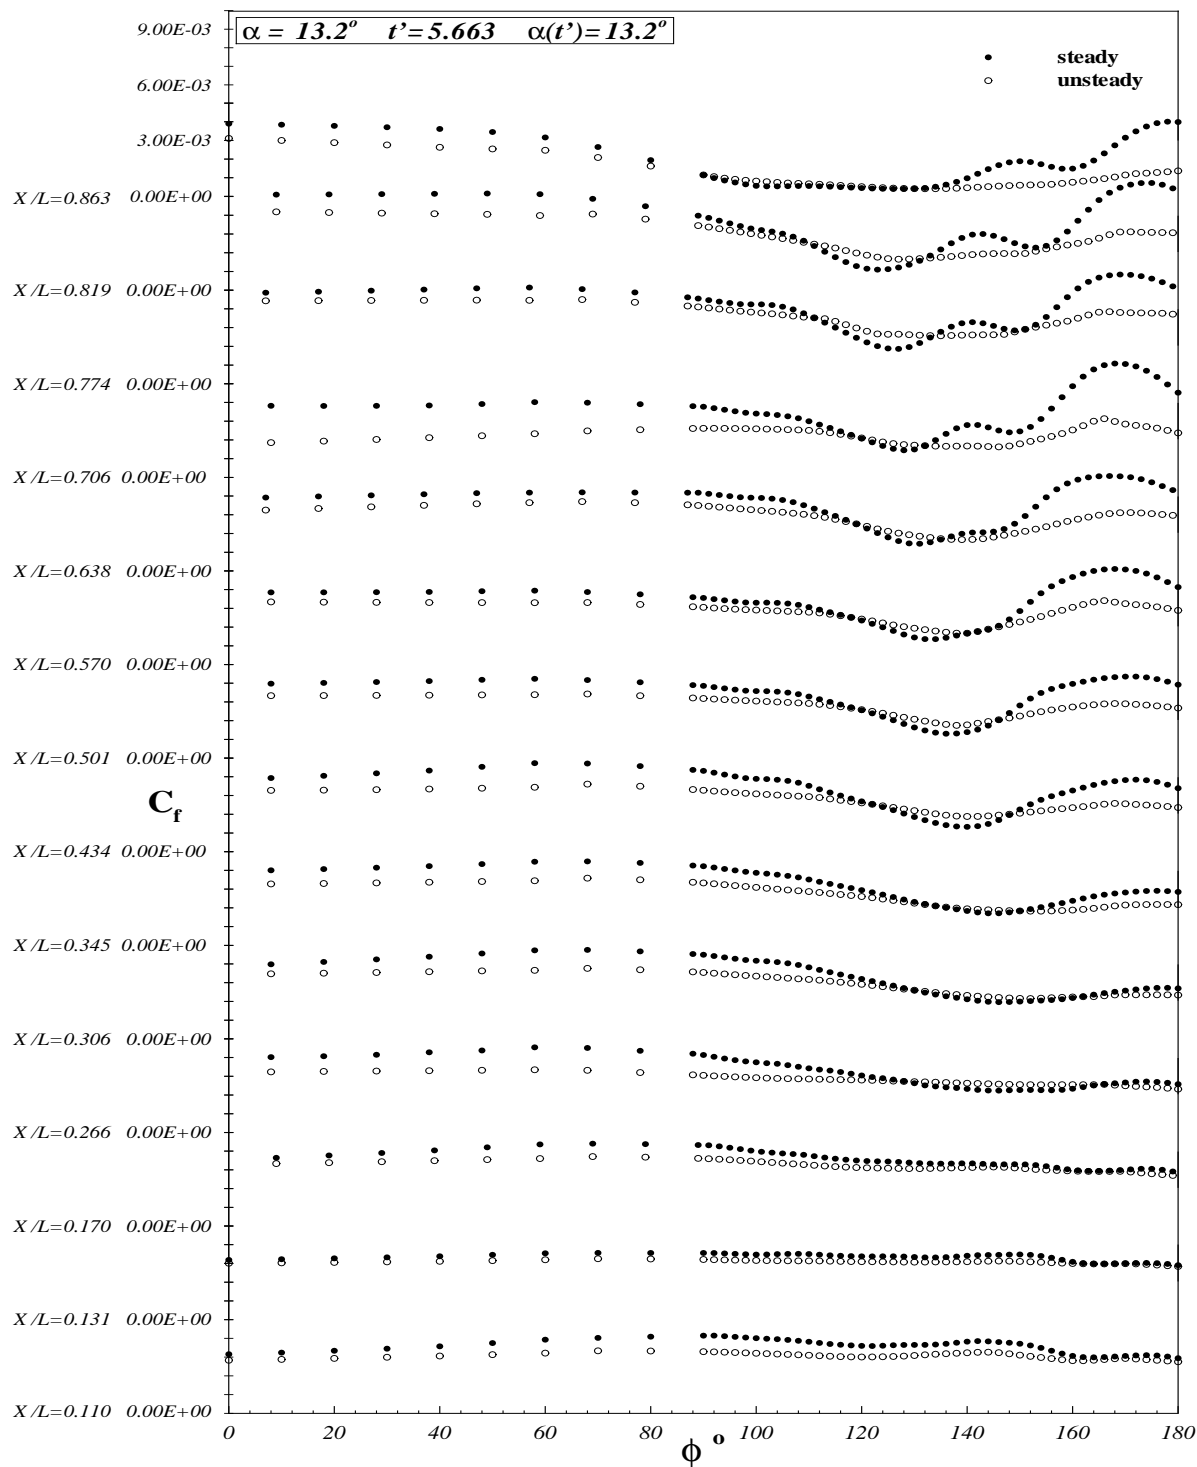 9.00E-03
α = 13.2° t’=5.663 α(t’)=13.2°
steady
6.00E-03
unsteady
3.00E-03
X/L=0.863 0.00E+00
X/L=0.819 0.00E+00
X/L=0.774 0.00E+00
X/L=0.706 0.00E+00
X/L=0.638 0.00E+00
X/L=0.570 0.00E+00
X/L=0.501 0.00E+00
Cf
X/L=0.434 0.00E+00
X/L=0.345 0.00E+00
X/L=0.306 0.00E+00
X/L=0.266 0.00E+00
X/L=0.170 0.00E+00
X/L=0.131 0.00E+00
X/L=0.110 0.00E+00
0 20 40 60 80 100 120 140 160 180
ϕ °